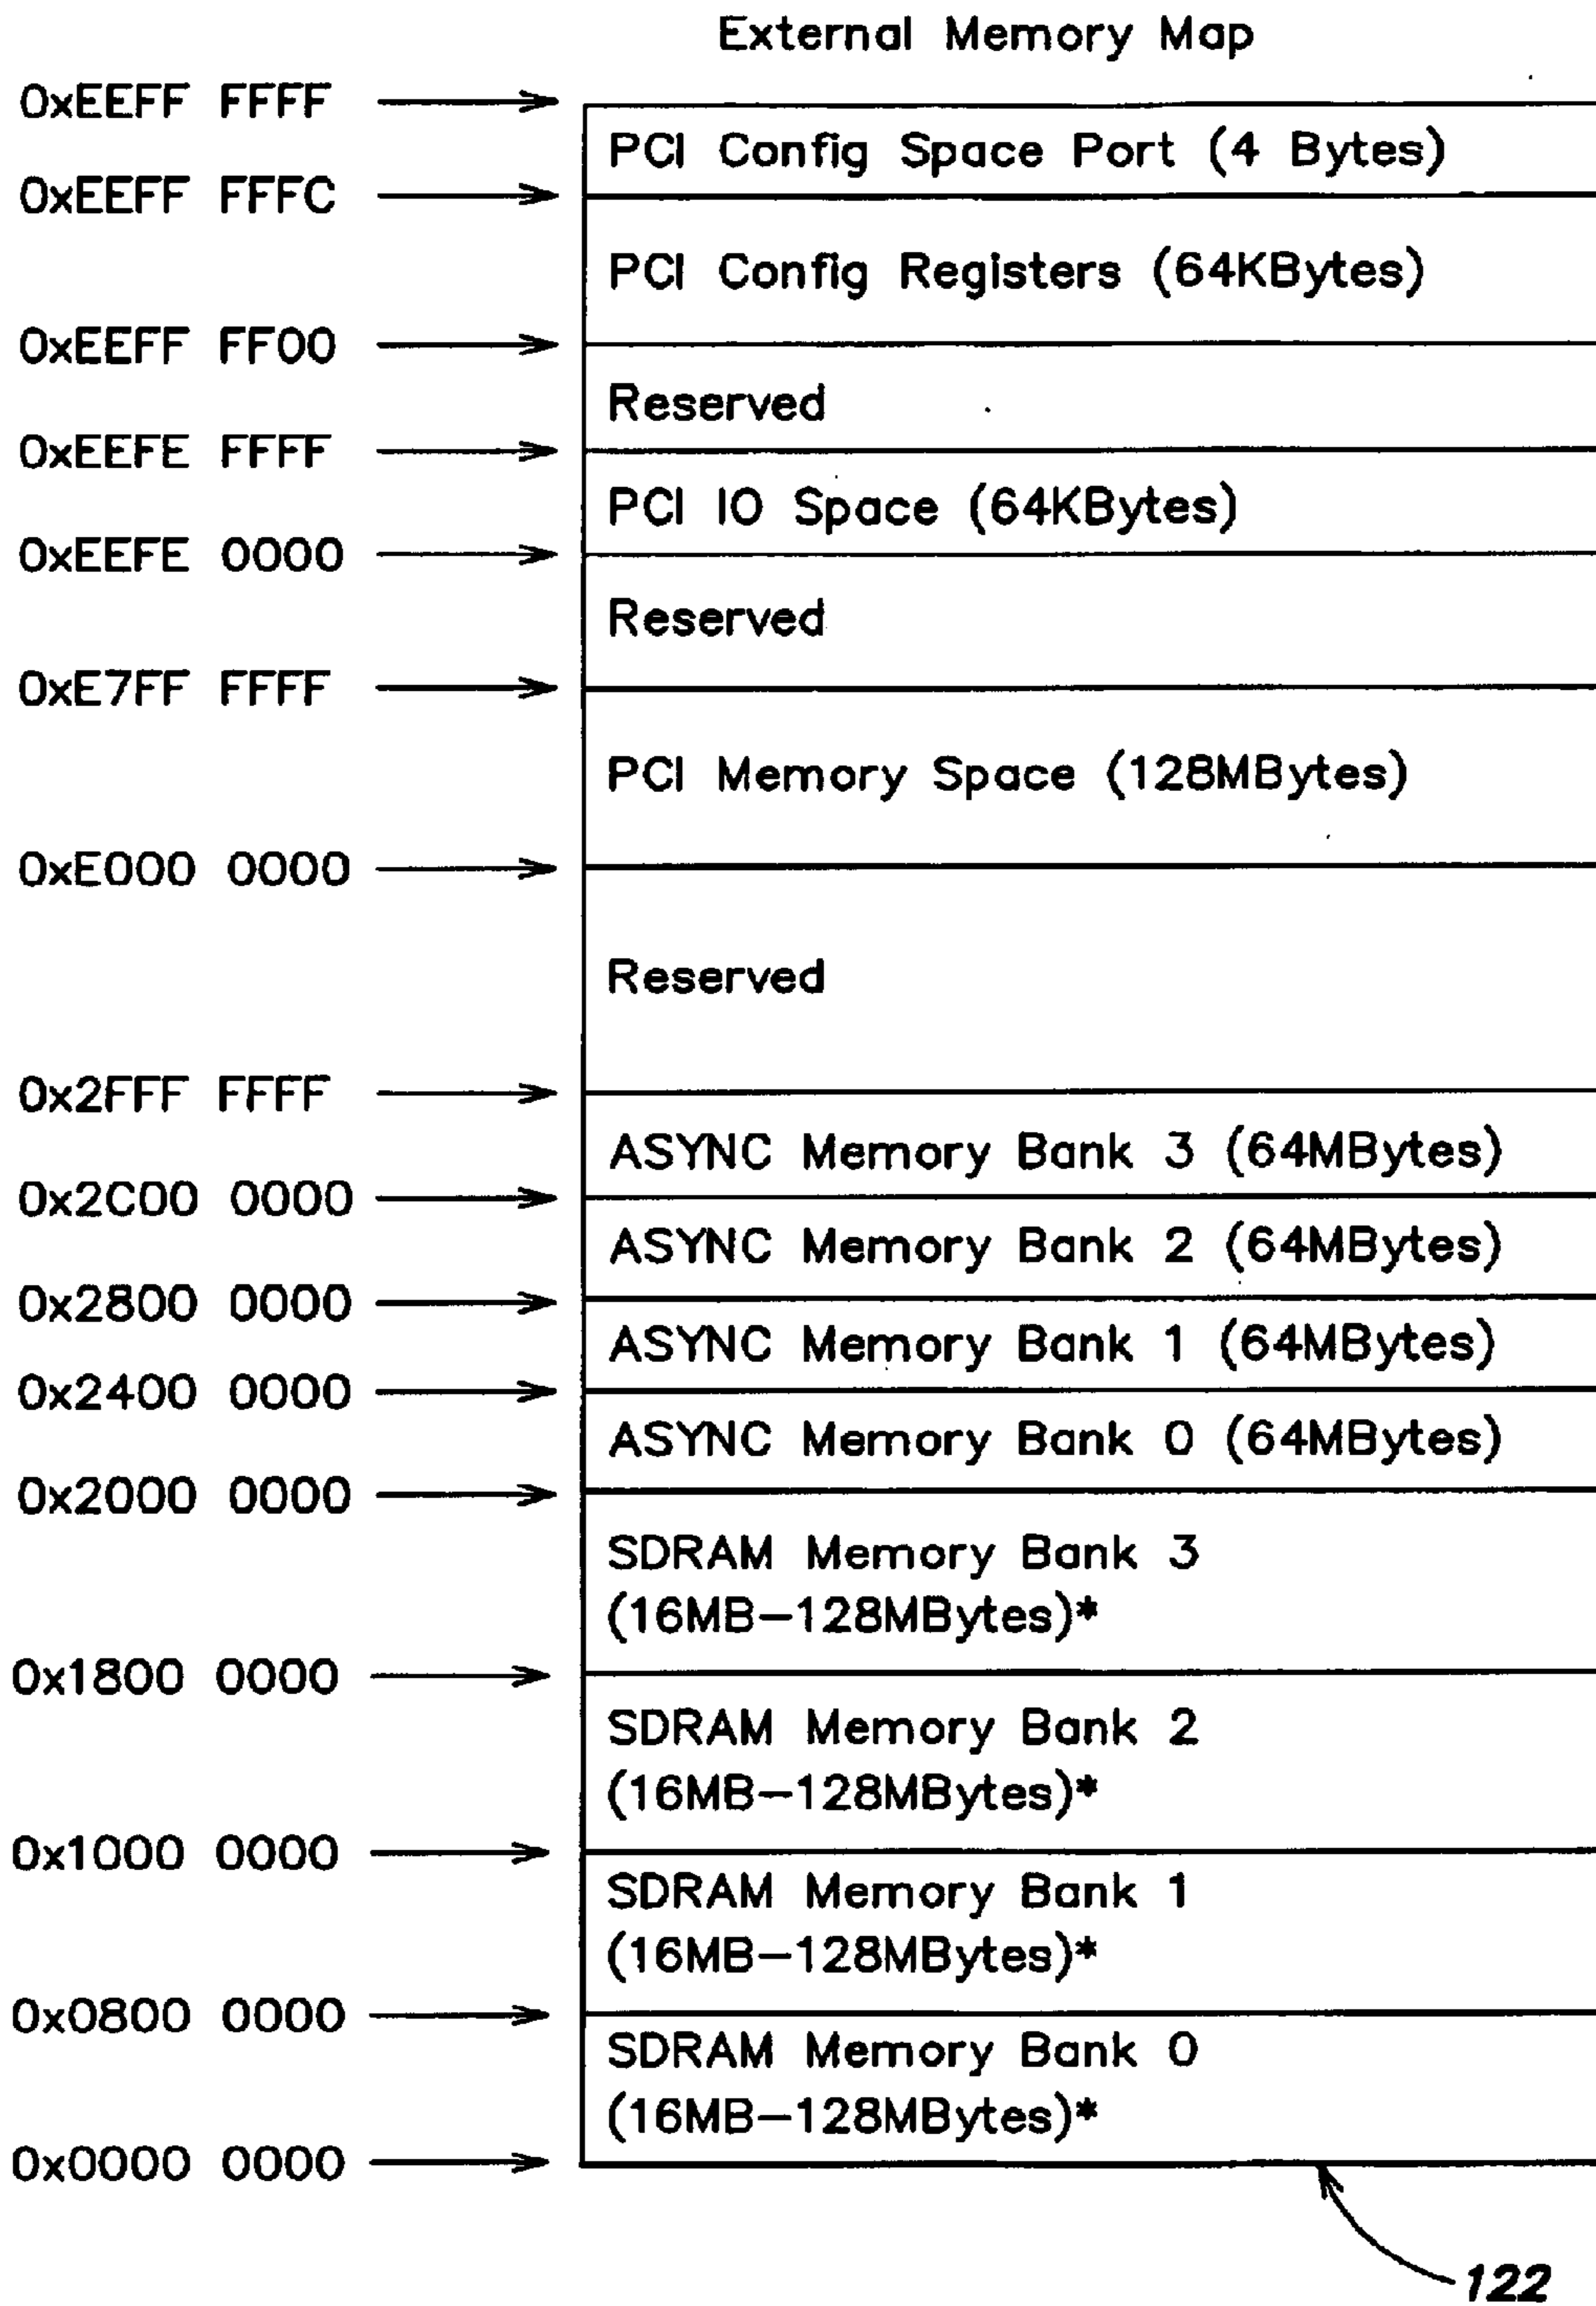 External Memory Map
0xEEFF FFFF
PCI Config Space Port (4 Bytes)
0xEEFF FFFC
PCI Config Registers (64KBytes)
0xEEFF FF00
Reserved
0xEEFE FFFF
PCI IO Space (64KBytes)
0xEEFE 0000
Reserved
0xE7FF FFFF
PCI Memory Space (128MBytes)
0xE000 0000
Reserved
0x2FFF FFFF
ASYNC Memory Bank 3 (64MBytes)
0x2C00 0000
ASYNC Memory Bank 2 (64MBytes)
0x2800 0000
ASYNC Memory Bank 1 (64MBytes)
0x2400 0000
ASYNC Memory Bank 0 (64MBytes)
0x2000 0000
SDRAM Memory Bank 3
(16MB-128MBytes)*
0x1800 0000
SDRAM Memory Bank 2
(16MB-128MBytes)*
0x1000 0000
SDRAM Memory Bank 1
(16MB-128MBytes)*
0x0800 0000
SDRAM Memory Bank 0
(16MB-128MBytes)*
0x0000 0000
122